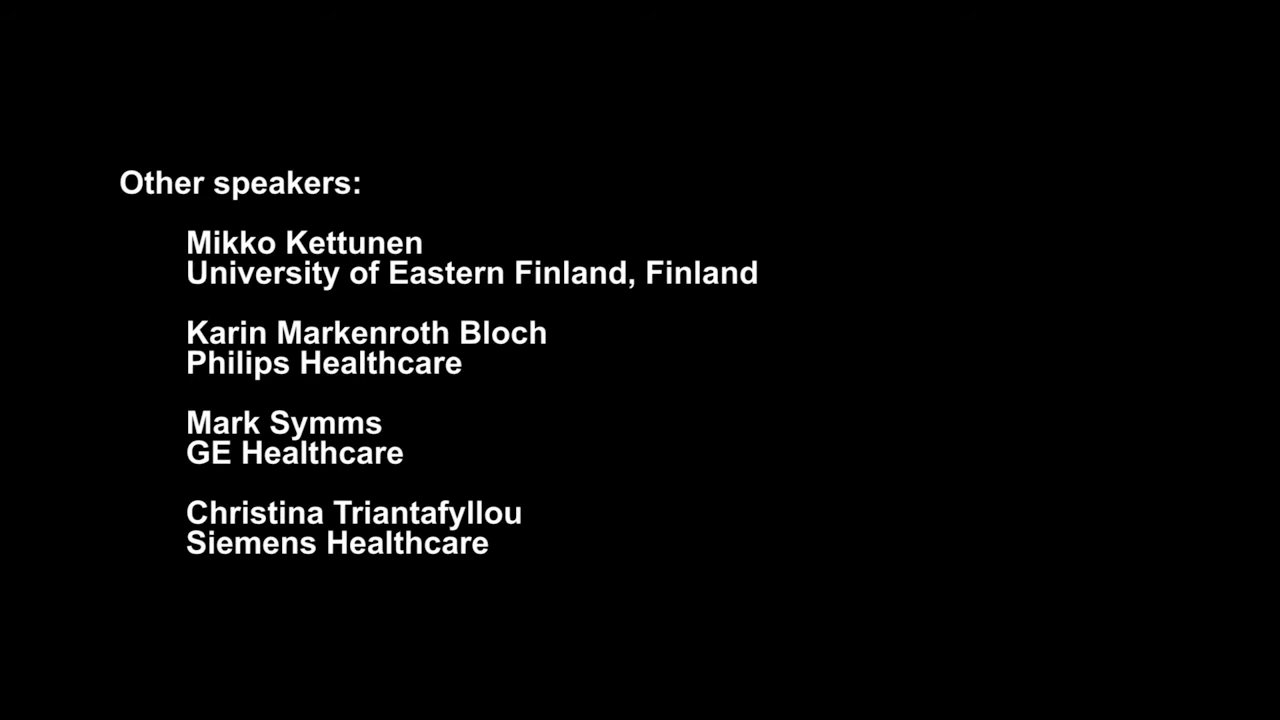 Other speakers:
Mikko Kettunen
University of Eastern Finland, Finland
Karin Markenroth Bloch
Philips Healthcare
Mark Symms
GE Healthcare
Christina Triantafyllou
Siemens Healthcare